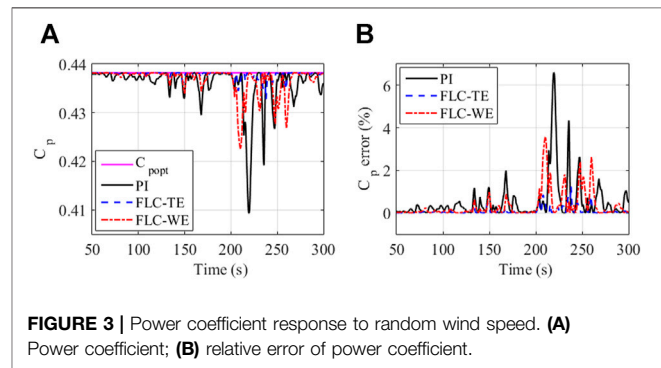 A
B
0.44
0.43
0.42
0.41
C p
C popt
PI
FLC-TE
FLC-WE
50 100 150 200 250 300
Time (s)
6
4
2
0
C p error (%)
PI
FLC-TE
FLC-WE
50 100 150 200 250 300
Time (s)
FIGURE 3 | Power coefficient response to random wind speed. (A)
Power coefficient; (B) relative error of power coefficient.